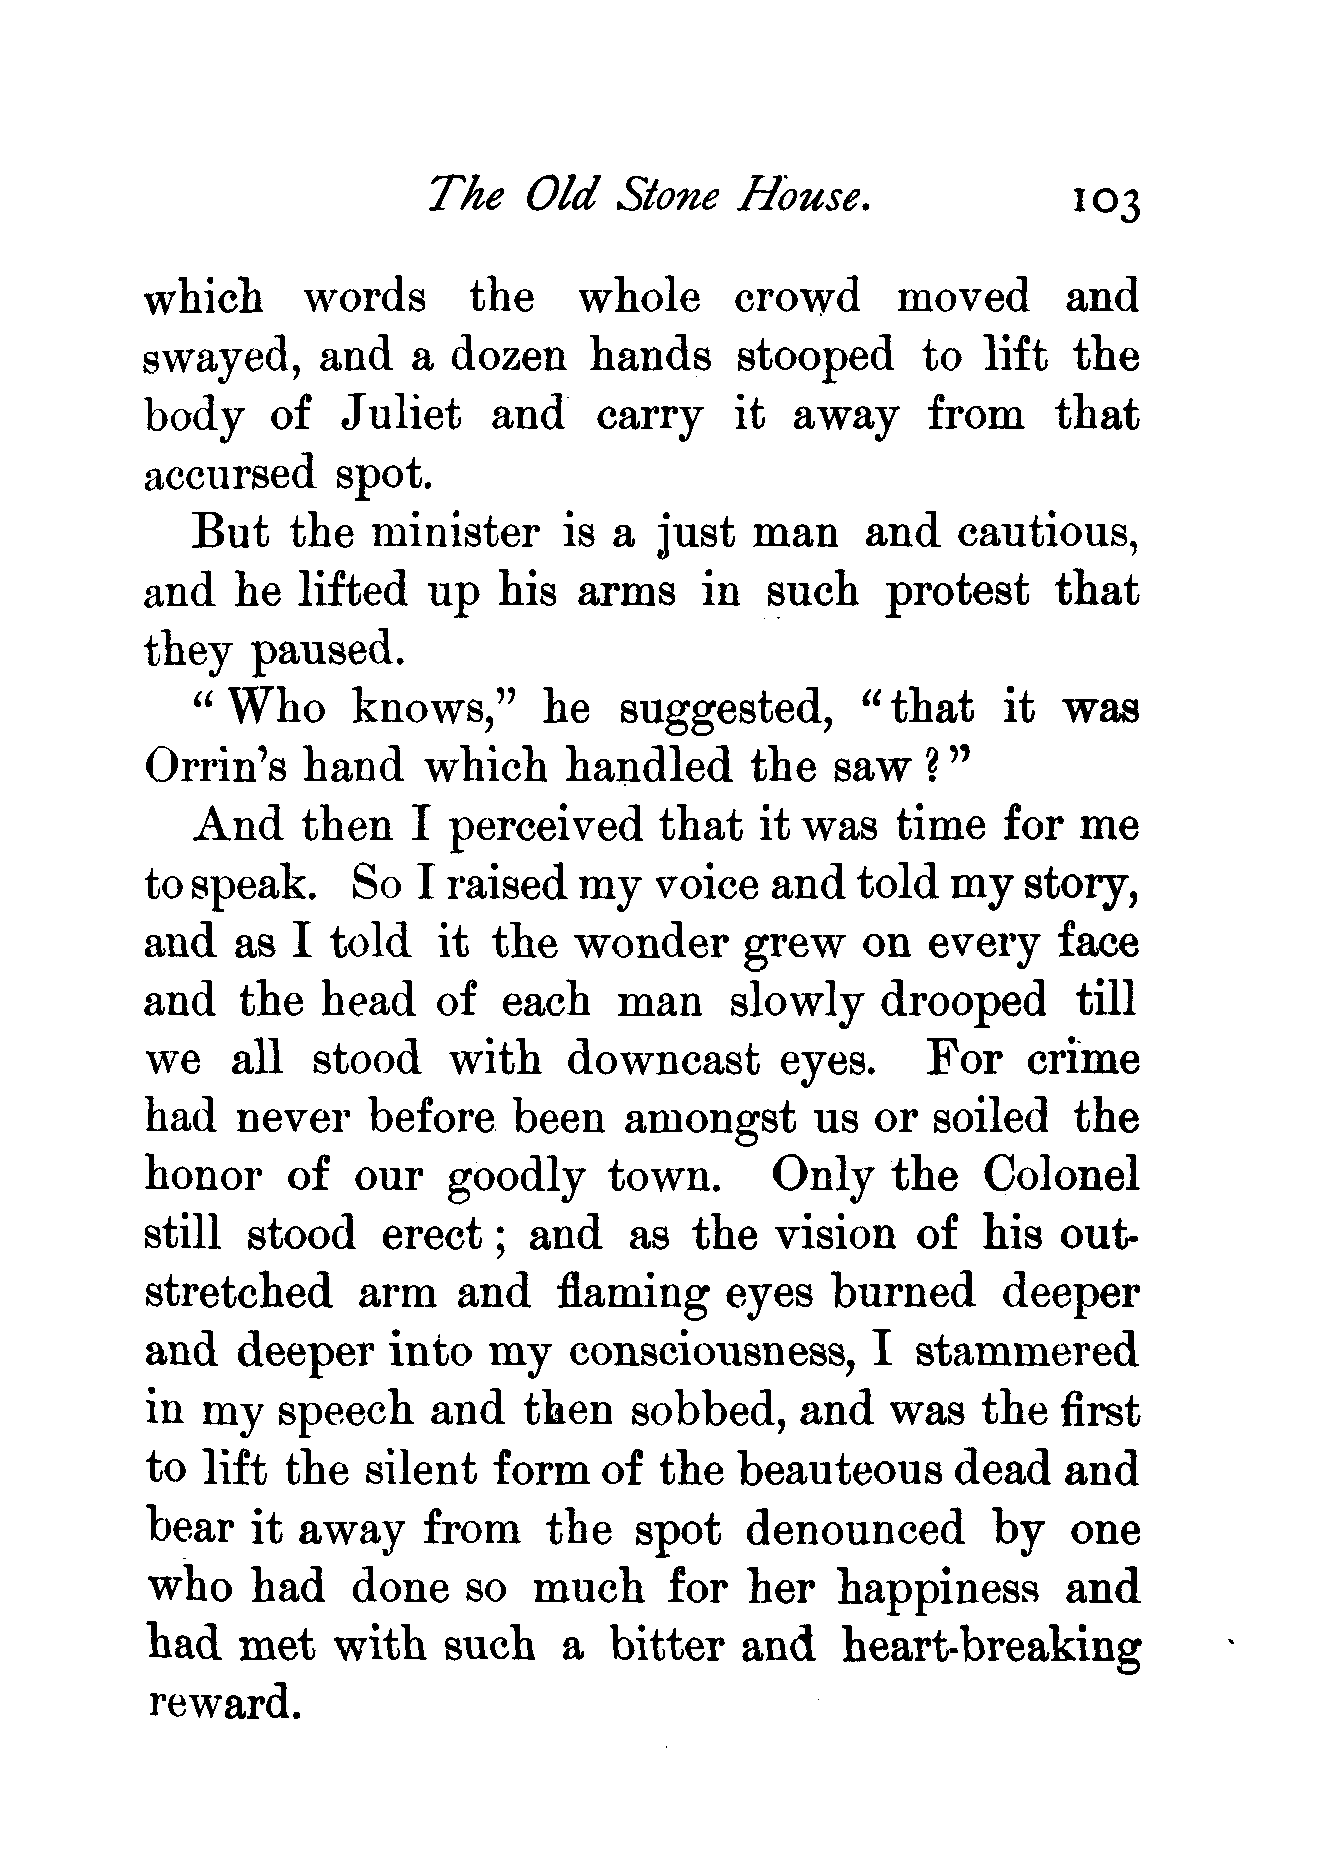 The Old Stone House. 103
which words the whole crowd moved and
swayed, and a dozen hands stooped to lift the
body of Juliet and carry it away from that
accursed spot.
But the minister is a just man and cautious,
and he lifted up his arms in such protest that
they paused.
“ Who knows,” he suggested, “ that it was
Orrin’s hand which handled the saw ? ”
And then I perceived that it was time for me
to speak. So I raised my voice and told my story,
and as I told it the wonder grew on every face
and the head of each man slowly drooped till
we all stood with downcast eyes. For crime
had never before been amongst us or soiled the
honor of our goodly town. Only the Colonel
still stood erect ; and as the vision of his out-
stretched arm and flaming eyes burned deeper
and deeper into my consciousness, I stammered
in my speech and then sobbed, and was the first
to lift the silent form of the beauteous dead and
bear it away from the spot denounced by one
who had done so much for her happiness and
had met with such a bitter and heart-breaking
reward.